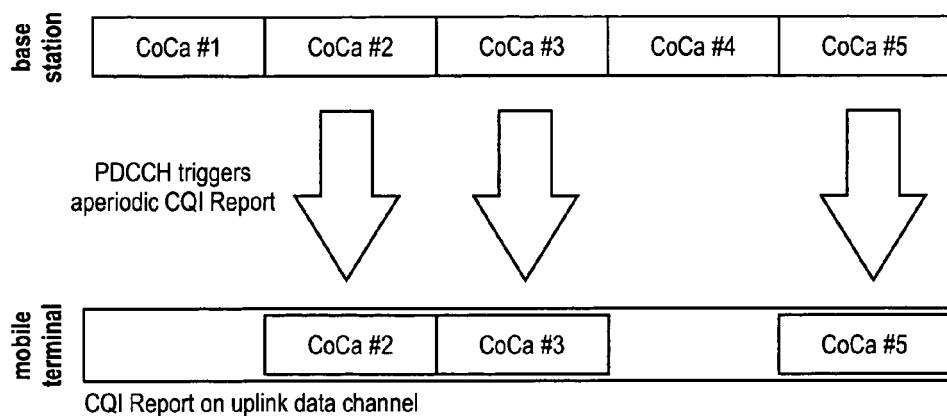 base
station
CoCa #1
CoCa #2
CoCa #3
CoCa #4
CoCa #5
PDCCH triggers
aperiodic CQI Report
mobile
terminal
CoCa #2
CoCa #3
CoCa #5
CQI Report on uplink data channel